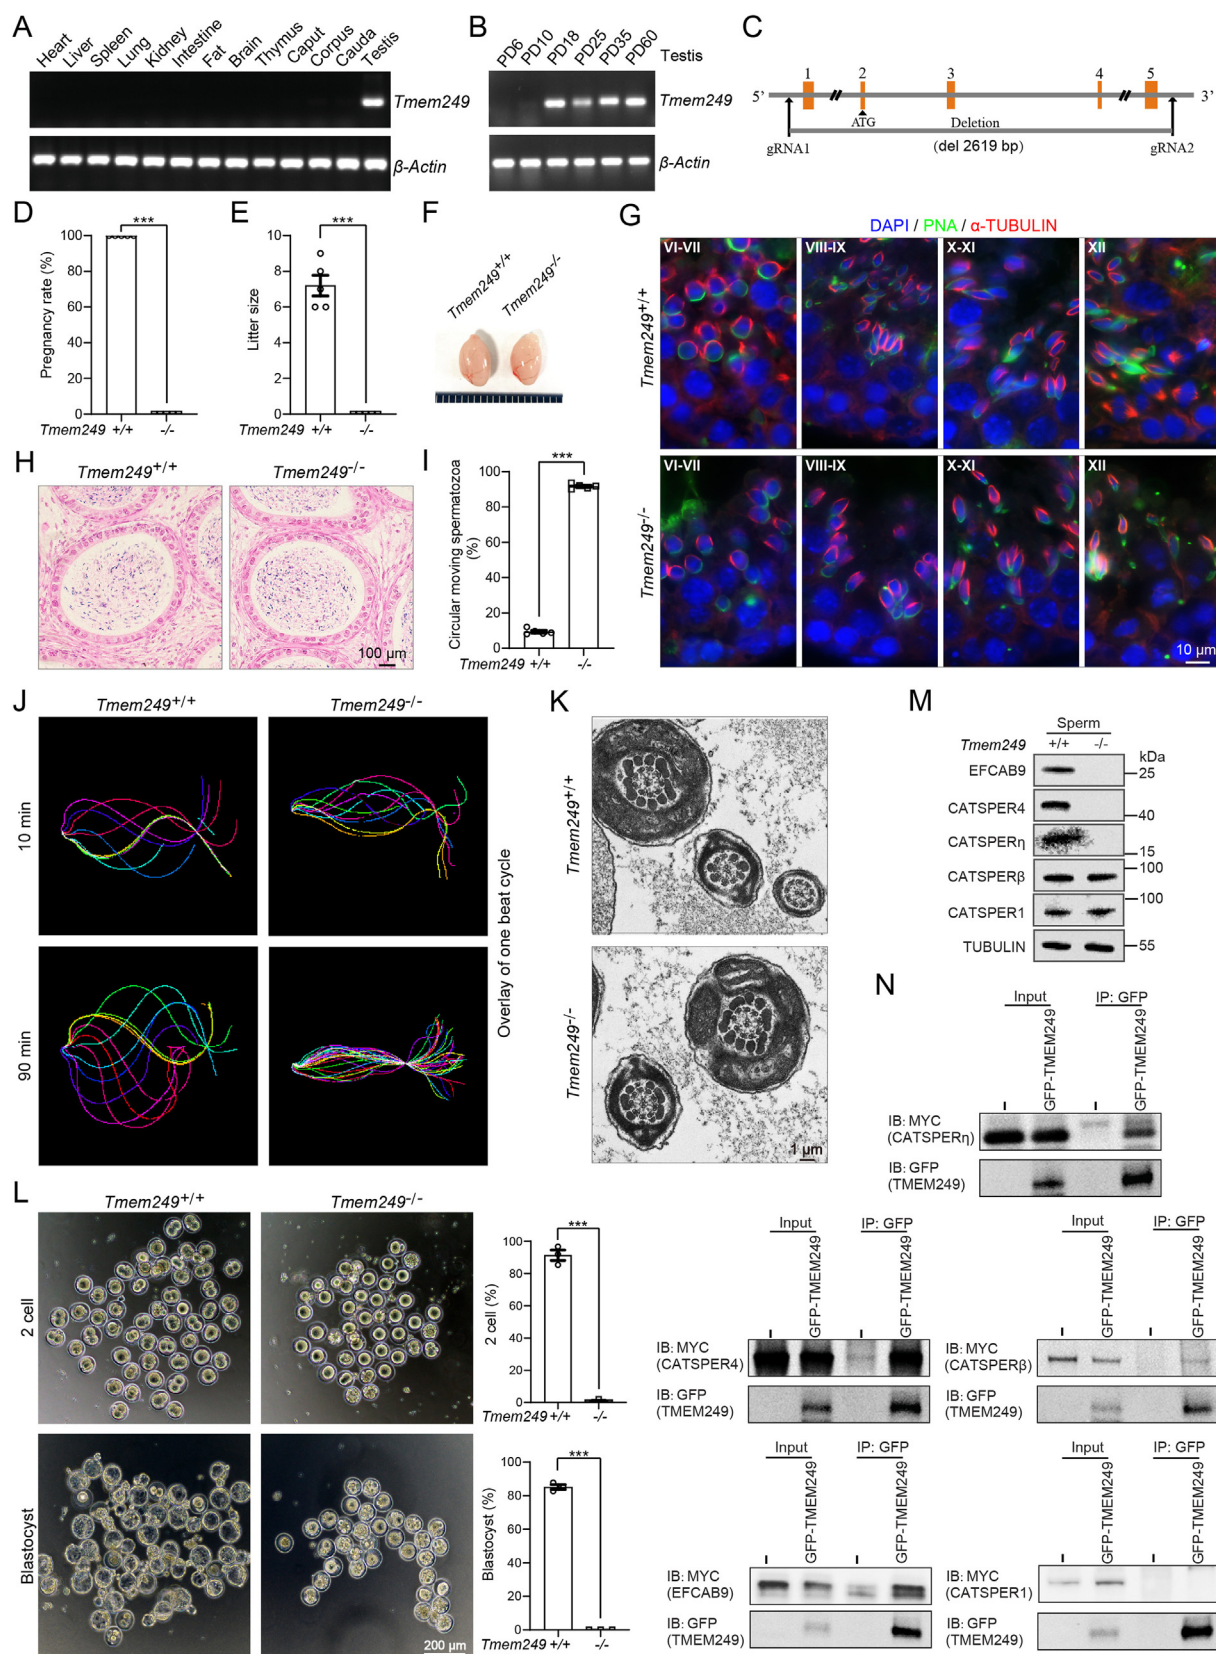 A
Heart
Liver
Spleen
Lung
Kidney
Intestine
Fat
Brain
Thymus
Caput
Corpus
Cauda
Testis
Tmem249
β-Actin
B
PD6
PD10
PD18
PD25
PD35
PD60
Testis
Tmem249
β-Actin
C
1 2 3 4 5
5’ 3’
ATG Deletion
gRNA1 (del 2619 bp) gRNA2
D
***
Pregnancy rate (%)
100
80
60
40
20
0
Tmem249 +/+ -/-
E
***
Litter size
10
8
6
4
2
0
Tmem249 +/+ -/-
F
Tmem249+/+
Tmem249-/-
G
DAPI / PNA / α-TUBULIN
Tmem249+/+
VI-VII VIII-IX X-XI XII
Tmem249-/-
VI-VII VIII-IX X-XI XII
10 μm
H
Tmem249+/+ Tmem249-/-
100 μm
I
***
Circular moving spermatozoa
(%)
100
80
60
40
20
0
Tmem249 +/+ -/-
J
Tmem249+/+ Tmem249-/-
10 min
90 min
Overlay of one beat cycle
K
Tmem249+/+
Tmem249-/-
1 μm
L
Tmem249+/+ Tmem249-/-
2 cell
Blastocyst
200 μm
***
2 cell (%)
100
80
60
40
20
0
Tmem249 +/+ -/-
***
Blastocyst (%)
100
80
60
40
20
0
Tmem249 +/+ -/-
M
Sperm
Tmem249 +/+ -/- kDa
EFCAB9 25
CATSPER4 40
CATSPERη 15
CATSPERβ 100
CATSPER1 100
TUBULIN 55
N
Input IP: GFP
- GFP-TMEM249 - GFP-TMEM249
IB: MYC
(CATSPERη)
IB: GFP
(TMEM249)
Input IP: GFP
- GFP-TMEM249 - GFP-TMEM249
IB: MYC
(CATSPER4)
IB: GFP
(TMEM249)
Input IP: GFP
- GFP-TMEM249 - GFP-TMEM249
IB: MYC
(CATSPERβ)
IB: GFP
(TMEM249)
Input IP: GFP
- GFP-TMEM249 - GFP-TMEM249
IB: MYC
(EFCAB9)
IB: GFP
(TMEM249)
Input IP: GFP
- GFP-TMEM249 - GFP-TMEM249
IB: MYC
(CATSPER1)
IB: GFP
(TMEM249)